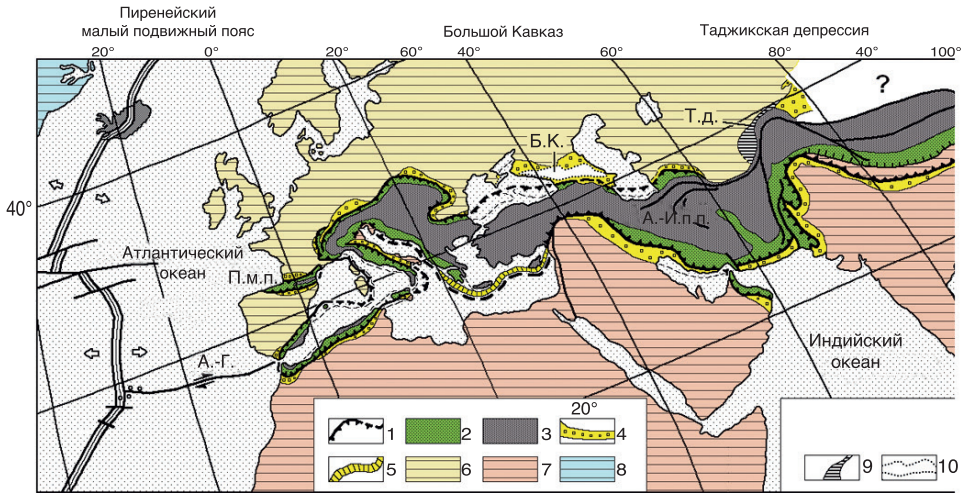 Пиренейский
малый подвижный пояс
Большой Кавказ
Таджикская депрессия
20°
0°
20°
60°
40°
60°
80°
40°
100°
?
Т.д.
Б.К.
40°
А.-И.п.п.
Атлантический
океан
П.м.п.
Индийский
океан
А.-Г.
20°
1
2
3
4
5
6
7
8
9
10